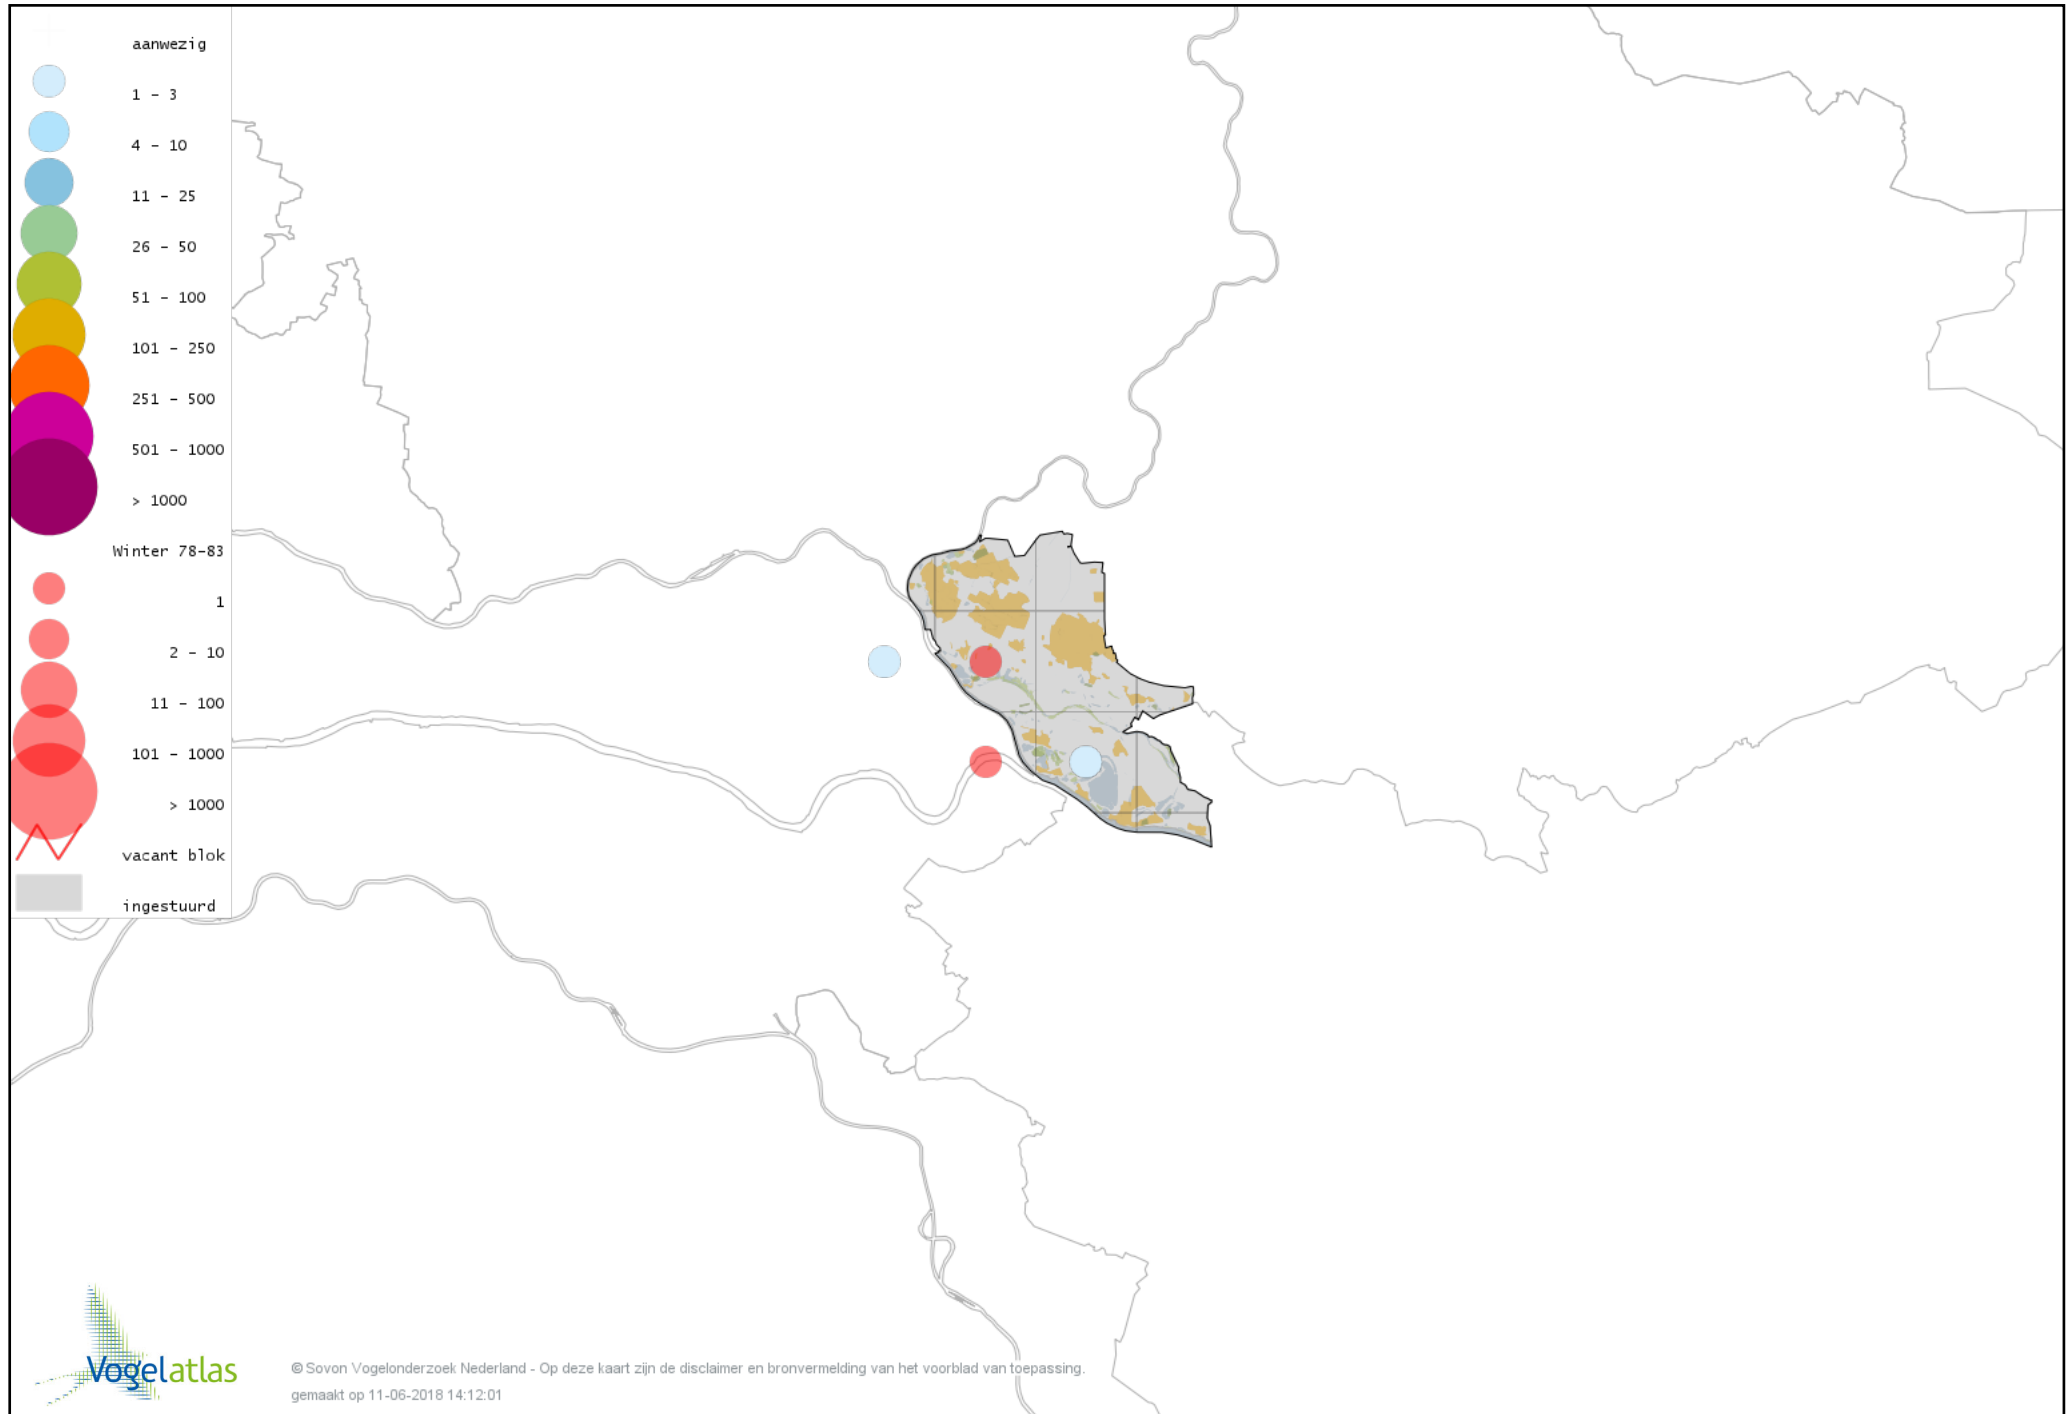 aanwezig
1 - 3
4 - 10
11 - 25
26 - 50
51 - 100
101 - 250
251 - 500
501 - 1000
> 1000
Winter 78-83
1
2 - 10
11 - 100
101 - 1000
> 1000
vacant blok
ingestuurd
Vogelatlas
© Sovon Vogelonderzoek Nederland - Op deze kaart zijn de disclaimer en bronvermelding van het voorblad van toepassing.
gemaakt op 11-06-2018 14:12:01